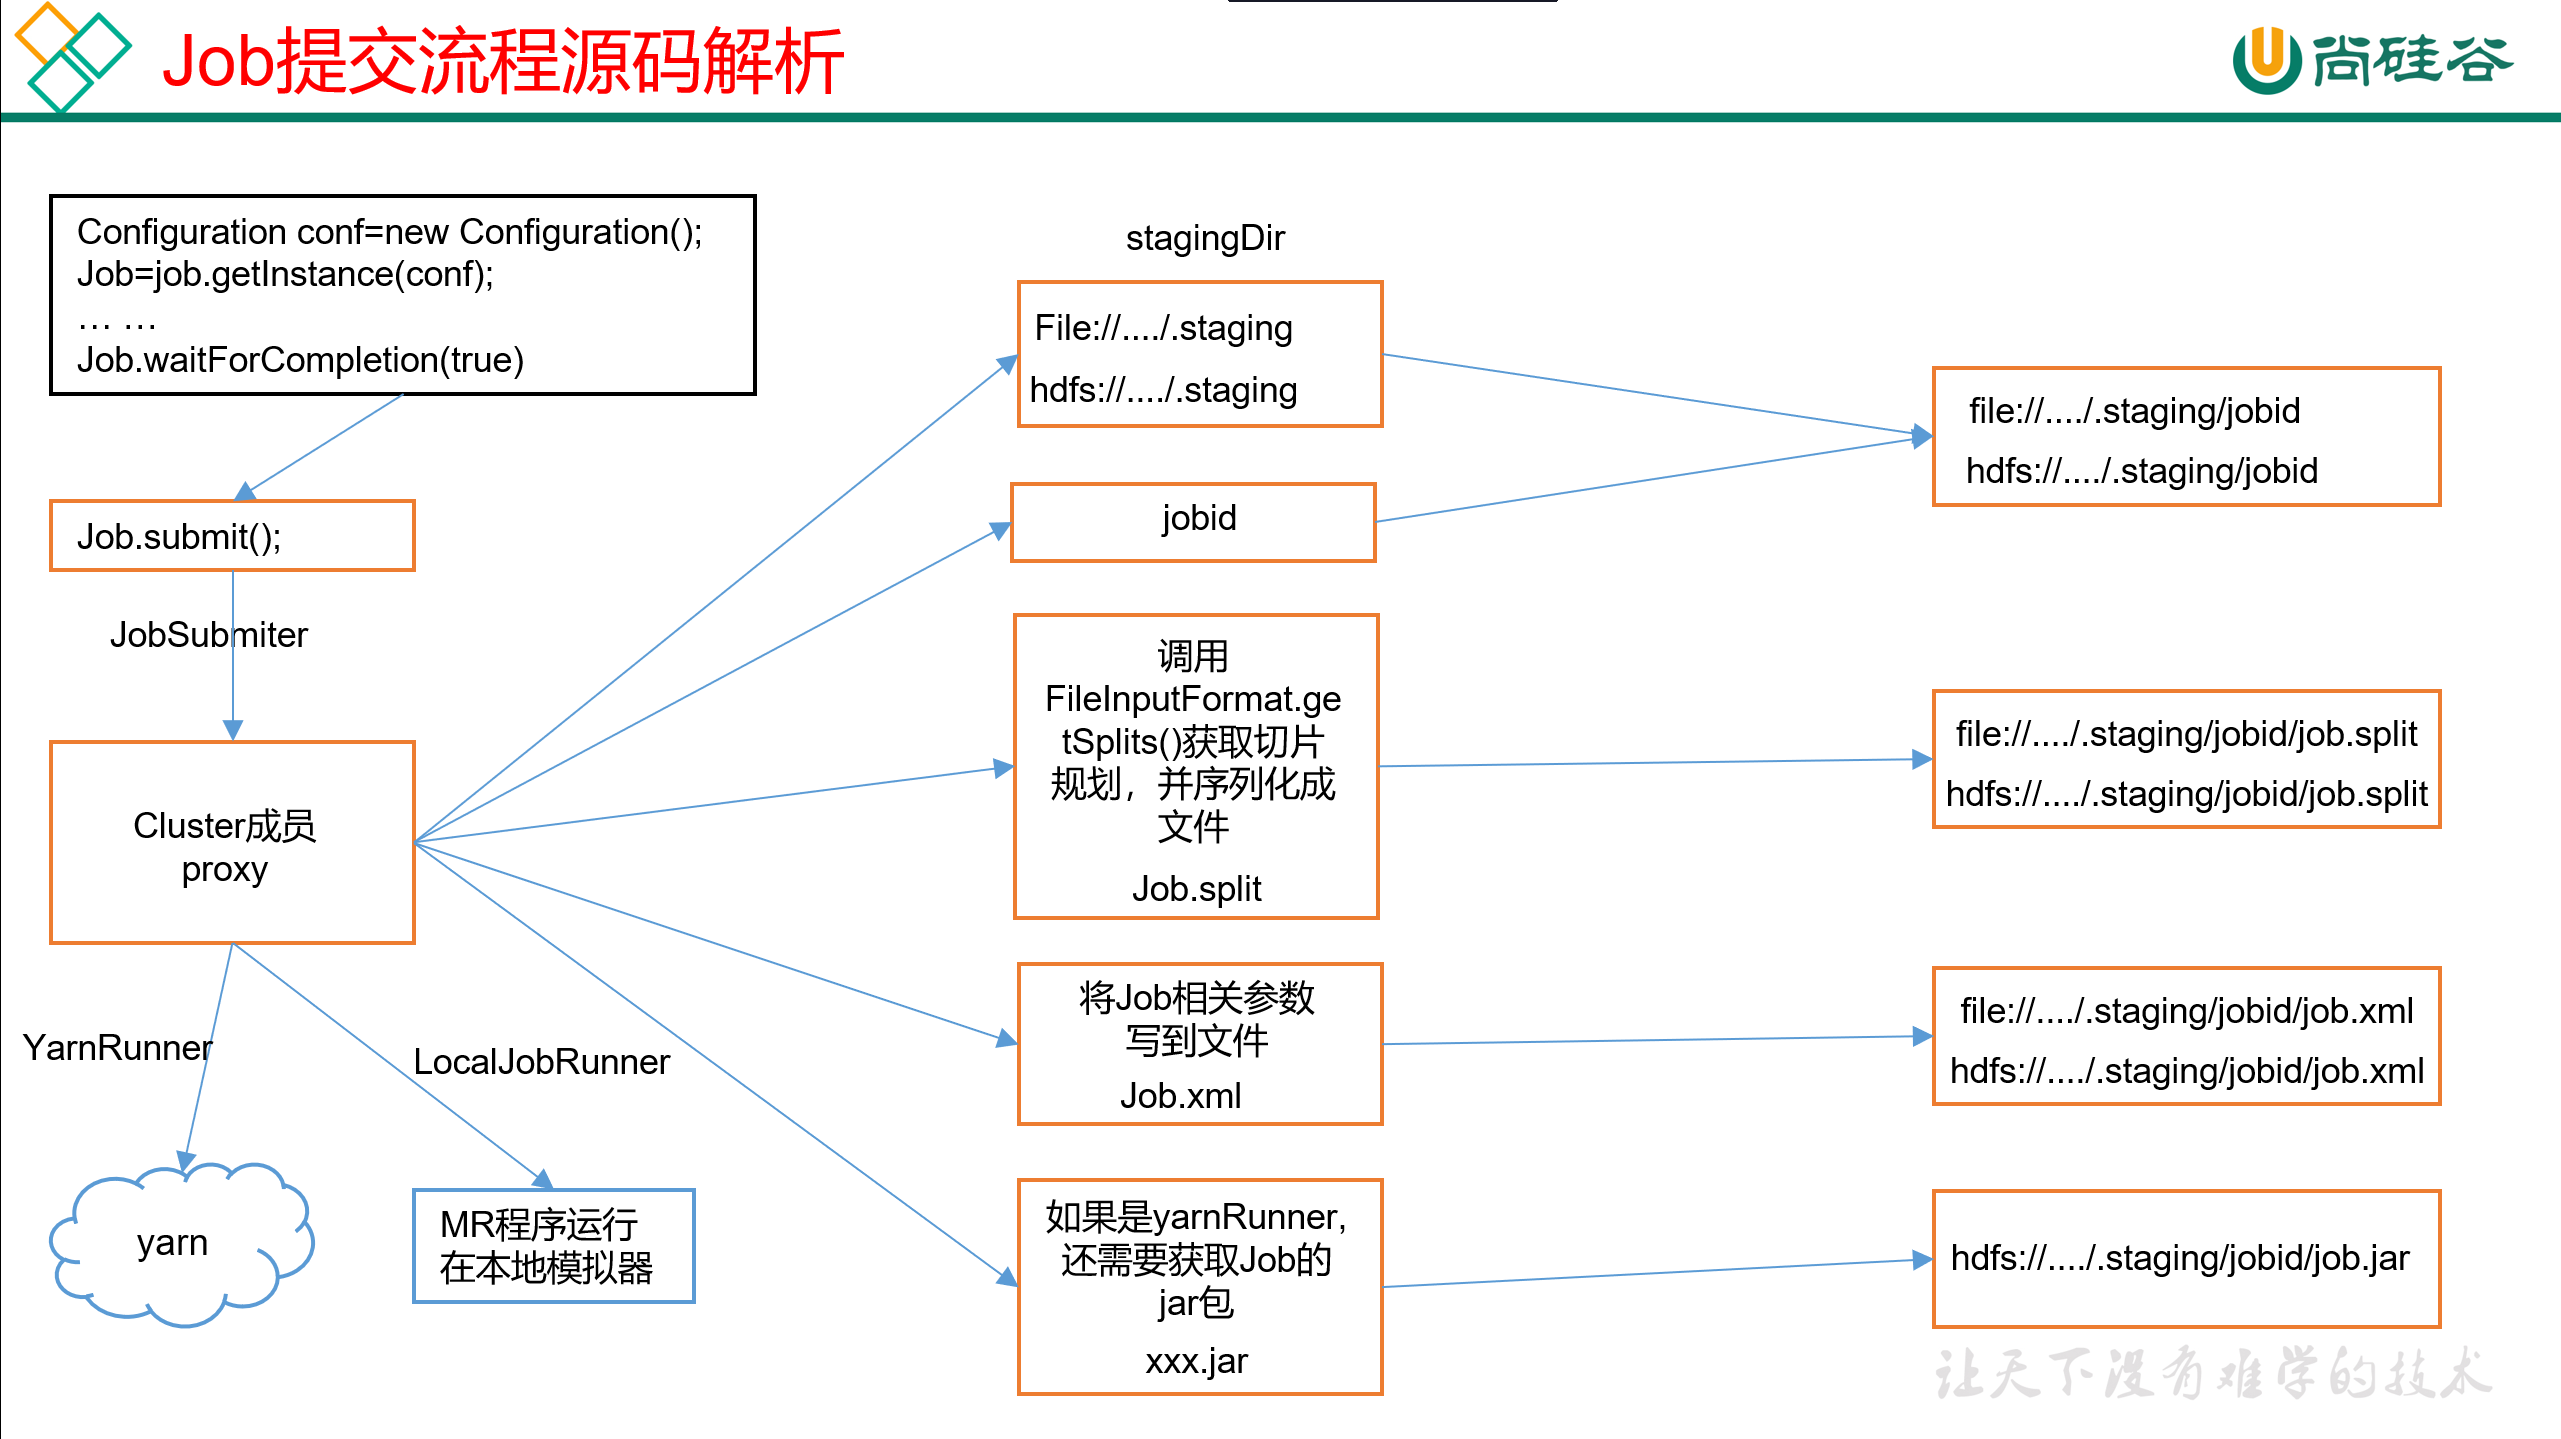 Job提交流程源码解析
尚硅谷
Configuration conf=new Configuration();
Job=job.getInstance(conf);
… …
Job.waitForCompletion(true)
Job.submit();
JobSubmiter
Cluster成员
proxy
YarnRunner
LocalJobRunner
yarn
MR程序运行
在本地模拟器
stagingDir
File://..../.staging
hdfs://..../.staging
jobid
调用
FileInputFormat.ge
tSplits()获取切片
规划，并序列化成
文件
Job.split
将Job相关参数
写到文件
Job.xml
如果是yarnRunner,
还需要获取Job的
jar包
xxx.jar
file://..../.staging/jobid
hdfs://..../.staging/jobid
file://..../.staging/jobid/job.split
hdfs://..../.staging/jobid/job.split
file://..../.staging/jobid/job.xml
hdfs://..../.staging/jobid/job.xml
hdfs://..../.staging/jobid/job.jar
让天下没有难学的技术